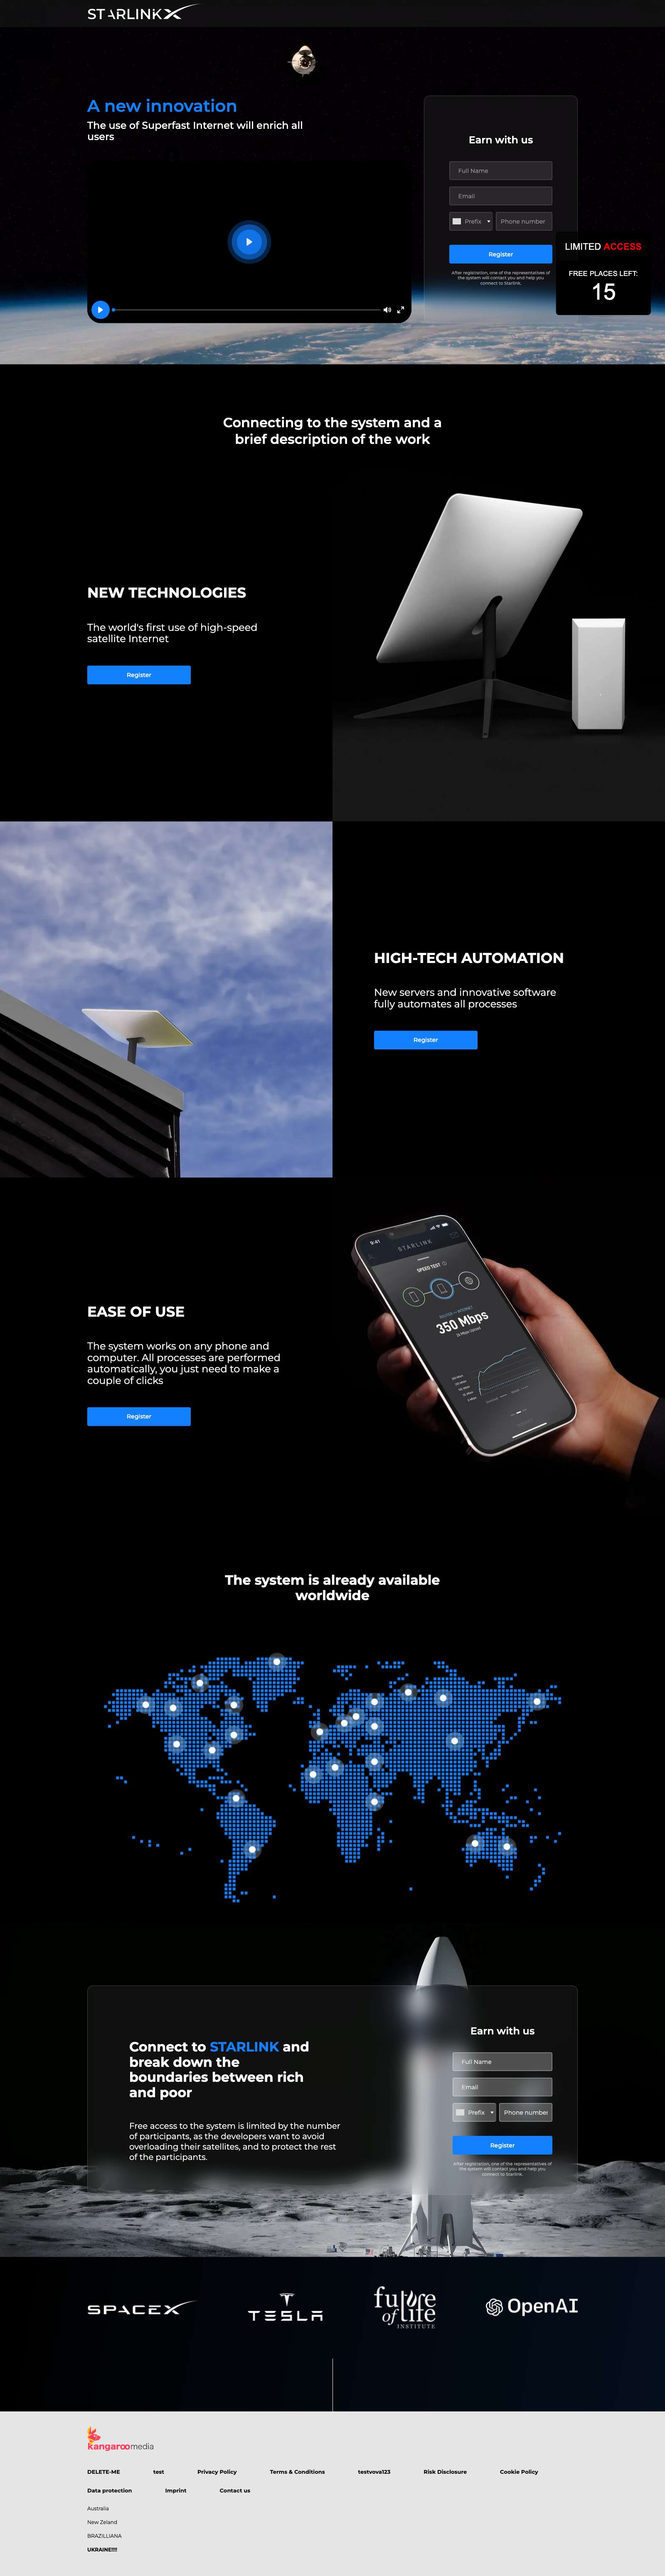 STARLINKX
A new innovation
The use of Superfast Internet will enrich all
users
Earn with us
Full Name
Email
Prefix
Phone number
Register
After registration, one of the representatives of
the system will contact you and help you
connect to Starlink.
LIMITED ACCESS
FREE PLACES LEFT:
15
Connecting to the system and a
brief description of the work
NEW TECHNOLOGIES
The world's first use of high-speed
satellite Internet
Register
HIGH-TECH AUTOMATION
New servers and innovative software
fully automates all processes
Register
EASE OF USE
The system works on any phone and
computer. All processes are performed
automatically, you just need to make a
couple of clicks
Register
9:41
STARLINK
SPEED TEST
350 Mbps
The system is already available
worldwide
Connect to STARLINK and
break down the
boundaries between rich
and poor
Free access to the system is limited by the number
of participants, as the developers want to avoid
overloading their satellites, and to protect the rest
of the participants.
Earn with us
Full Name
Email
Prefix
Phone number
Register
After registration, one of the representatives of
the system will contact you and help you
connect to Starlink.
SPACEX
TESLA
future
of life
INSTITUTE
OpenAI
kangaroomedia
DELETE-ME
test
Privacy Policy
Terms & Conditions
testvova123
Risk Disclosure
Cookie Policy
Data protection
Imprint
Contact us
Australia
New Zeland
BRAZILLIANA
UKRAINE!!!!